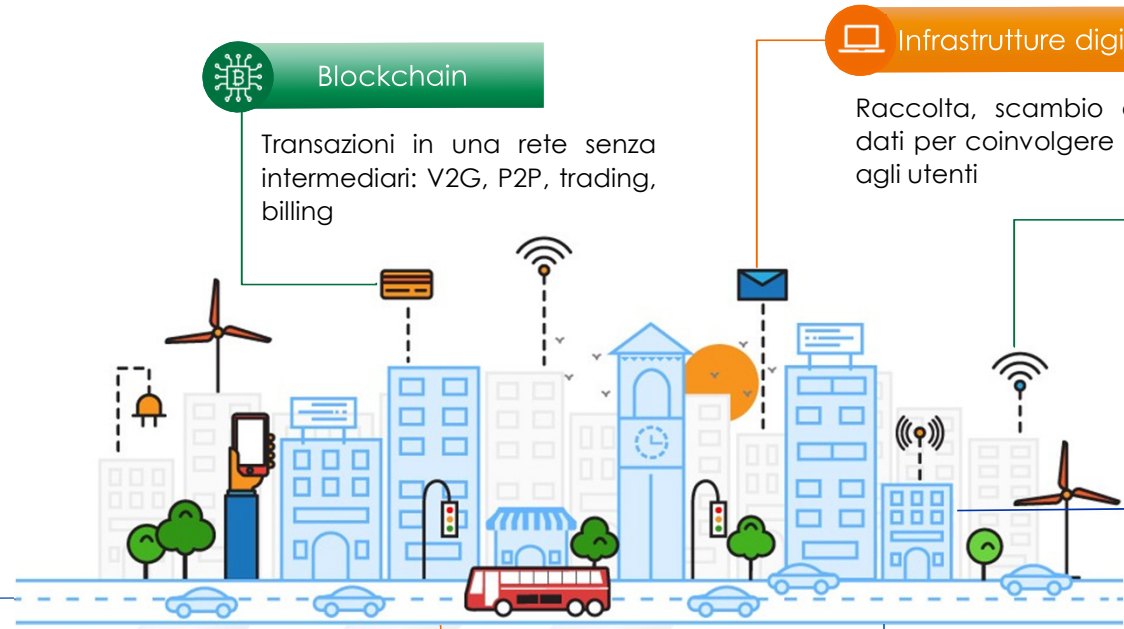 Blockchain
Transazioni in una rete senza
intermediari: V2G, P2P, trading,
billing
Infrastrutture digi
Raccolta, scambio
dati per coinvolgere
agli utenti